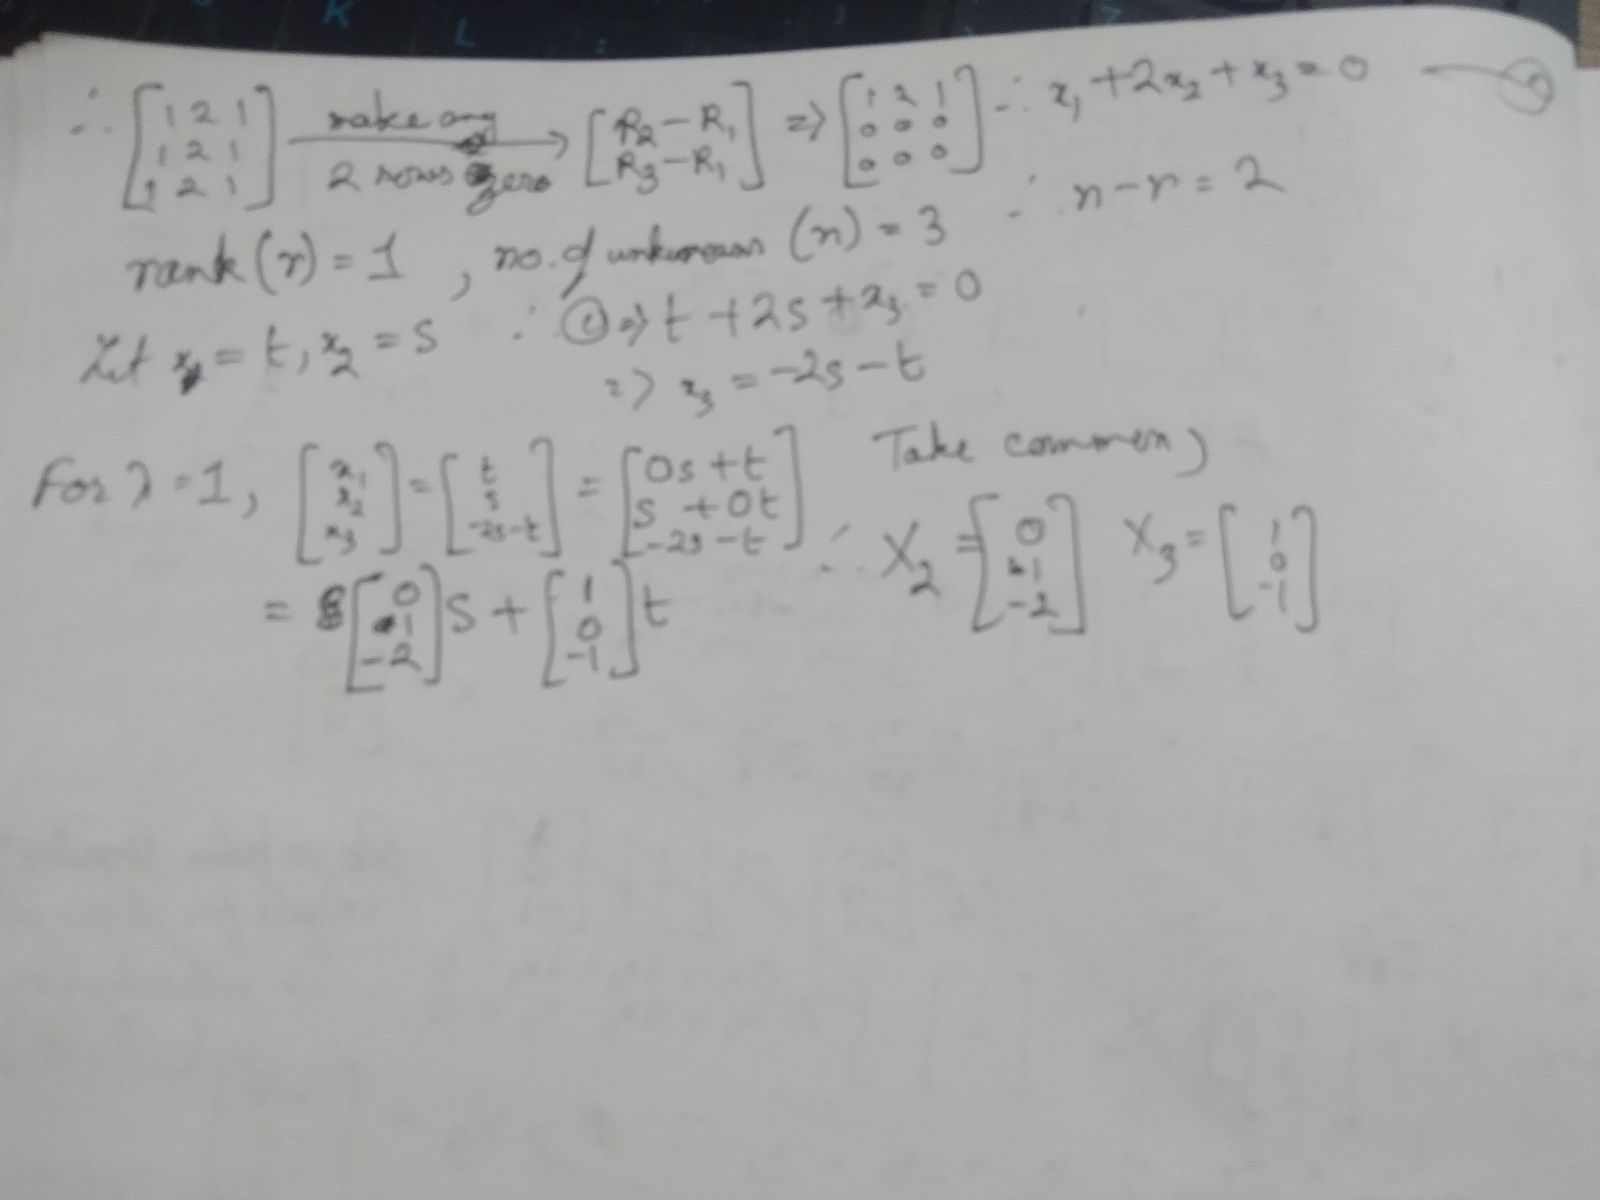 ∴ [1 2 1; 1 2 1; 1 2 1] make any 2 rows zero → [R₂-R₁; R₃-R₁] ⇒ [1 2 1; 0 0 0; 0 0 0] ∴ x₁+2x₂+x₃=0 — ①
rank(r)=1, no. of unknowns (n)=3 ∴ n-r=2
Let x₁=t, x₂=s ∴ ①⇒ t+2s+x₃=0
⇒ x₃=-2s-t
For λ=1, [x₁; x₂; x₃]=[t; s; -2s-t]=[0s+t; s+0t; -2s-t] Take common,
= [0; 1; -2]s+[1; 0; -1]t ∴ X₂=[0; 1; -2] X₃=[1; 0; -1]